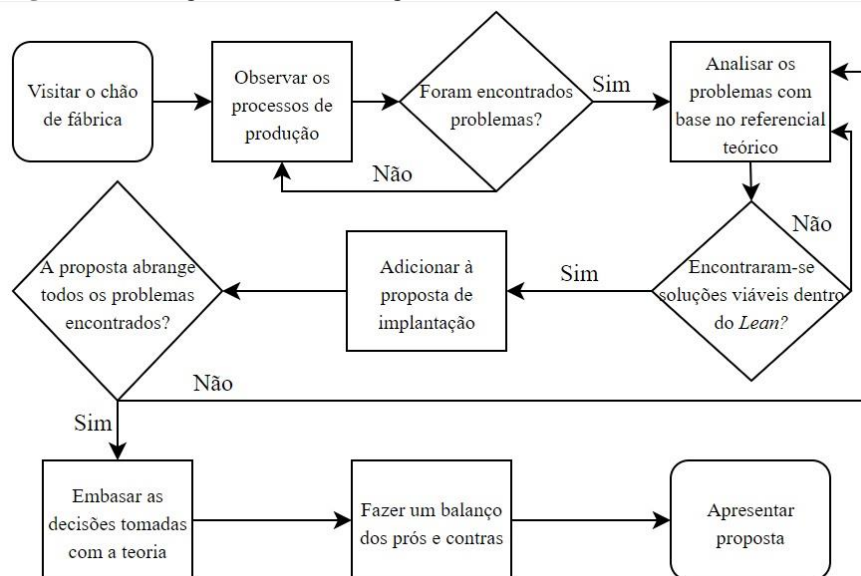 Visitar o chão
de fábrica
Observar os
processos de
produção
Foram encontrados
problemas?
Sim
Não
Analisar os
problemas com
base no referencial
teórico
Não
Encontraram-se
soluções viáveis dentro
do Lean?
Sim
Adicionar à
proposta de
implantação
A proposta abrange
todos os problemas
encontrados?
Não
Sim
Embasar as
decisões tomadas
com a teoria
Fazer um balanço
dos prós e contras
Apresentar
proposta